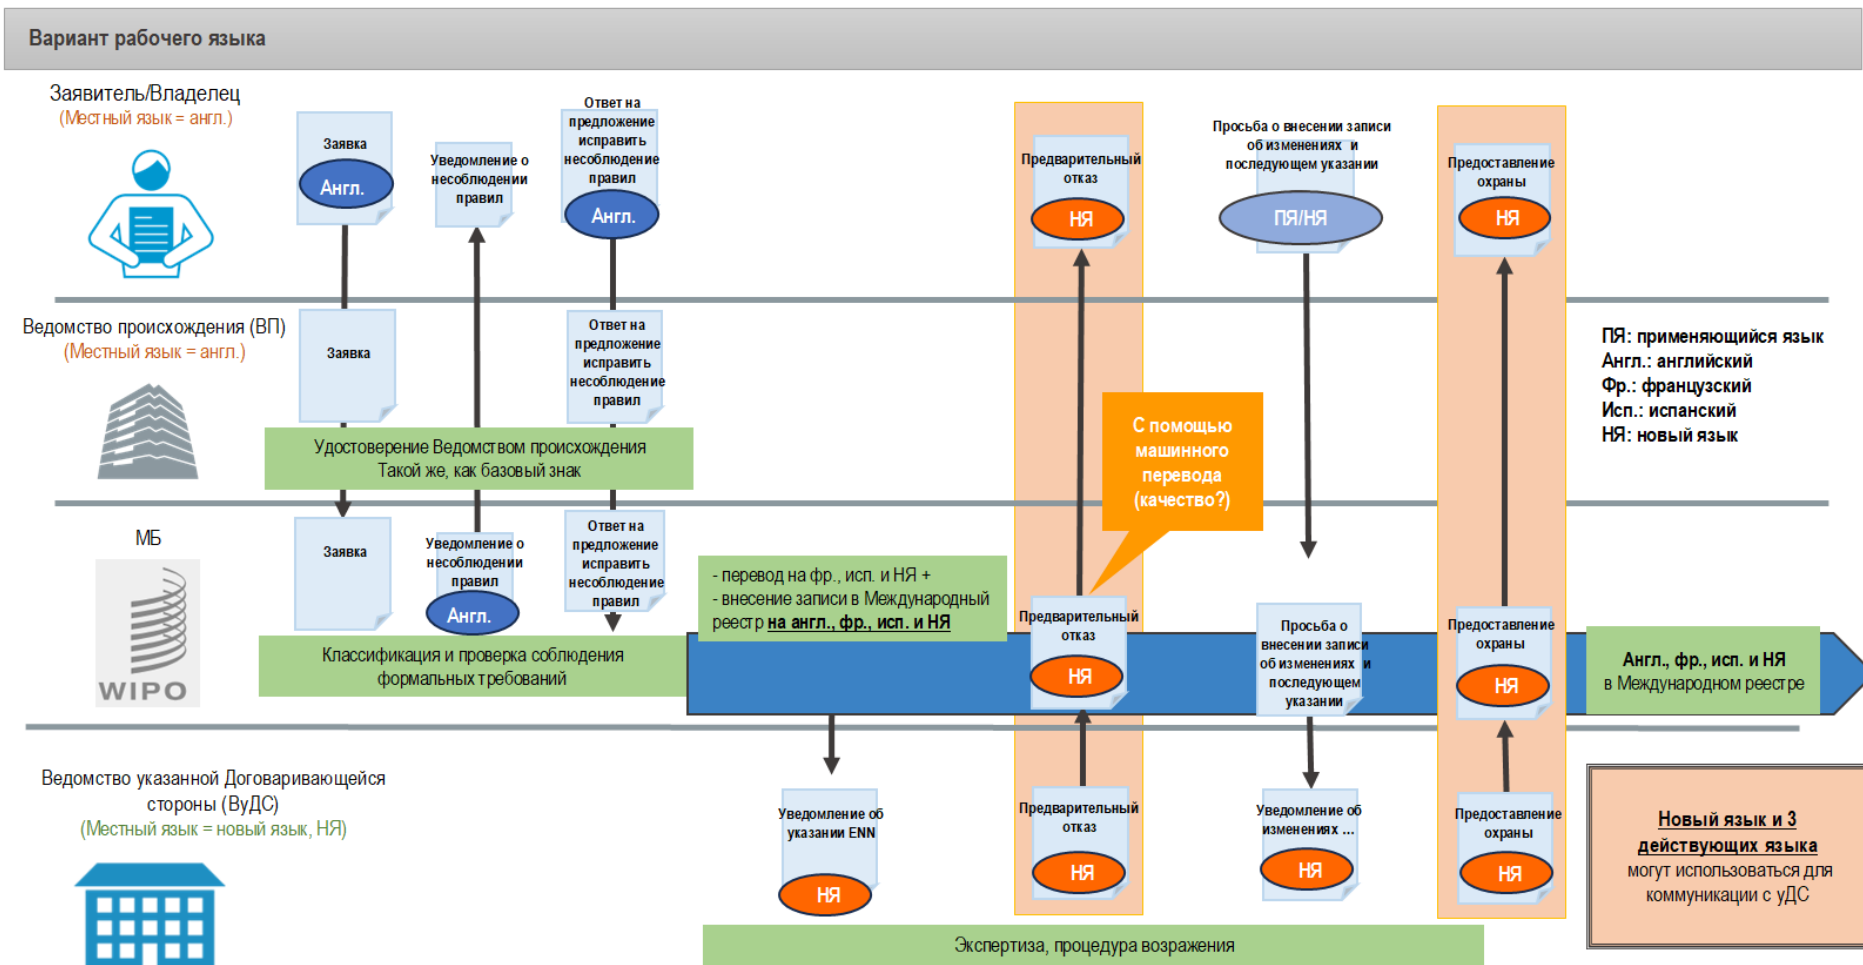 Вариант рабочего языка
Заявитель/Владелец
(Местный язык = англ.)
Заявка
Англ.
Уведомление о
несоблюдении
правил
Ответ на
предложение
исправить
несоблюдение
правил
Англ.
Предварительный
отказ
НЯ
Просьба о внесении записи
об изменениях и
последующем указании
ПЯ/НЯ
Предоставление
охраны
НЯ
Ведомство происхождения (ВП)
(Местный язык = англ.)
Заявка
Ответ на
предложение
исправить
несоблюдение
правил
Удостоверение Ведомством происхождения
Такой же, как базовый знак
С помощью
машинного
перевода
(качество?)
ПЯ: применяющийся язык
Англ.: английский
Фр.: французский
Исп.: испанский
НЯ: новый язык
МБ
WIPO
Заявка
Уведомление о
несоблюдении
правил
Англ.
Ответ на
предложение
исправить
несоблюдение
правил
Классификация и проверка соблюдения
формальных требований
- перевод на фр., исп. и НЯ +
- внесение записи в Международный
реестр на англ., фр., исп. и НЯ
Предварительный
отказ
НЯ
Просьба о
внесении записи
об изменениях и
последующем
указании
Предоставление
охраны
НЯ
Англ., фр., исп. и НЯ
в Международном реестре
Ведомство указанной Договаривающейся
стороны (ВуДС)
(Местный язык = новый язык, НЯ)
Уведомление об
указании ENN
НЯ
Предварительный
отказ
НЯ
Уведомление об
изменениях ...
НЯ
Предоставление
охраны
НЯ
Новый язык и 3
действующих языка
могут использоваться для
коммуникации с уДС
Экспертиза, процедура возражения